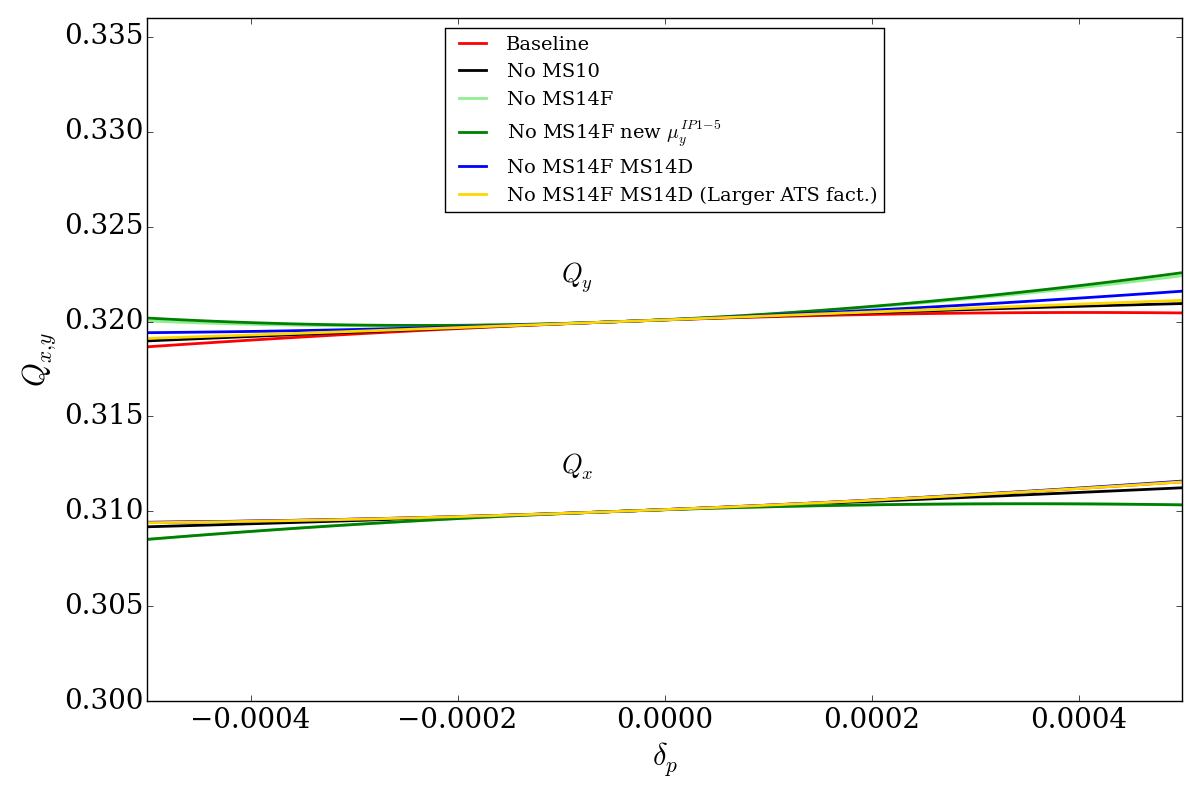 0.335
0.330
0.325
0.320
0.315
0.310
0.305
0.300
Q_{x,y}
Baseline
No MS10
No MS14F
No MS14F new μ_y^{IP1−5}
No MS14F MS14D
No MS14F MS14D (Larger ATS fact.)
Q_y
Q_x
−0.0004 −0.0002 0.0000 0.0002 0.0004
δ_p